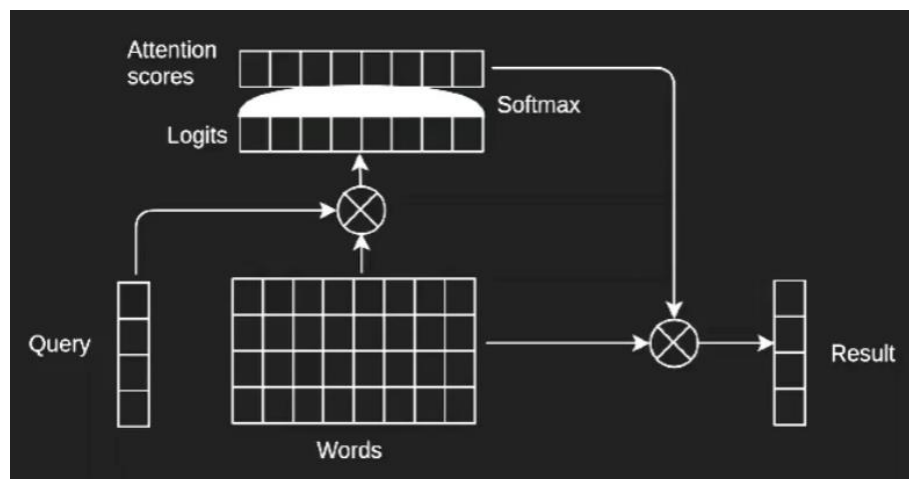 Attention
scores
Softmax
Logits
Query
Result
Words